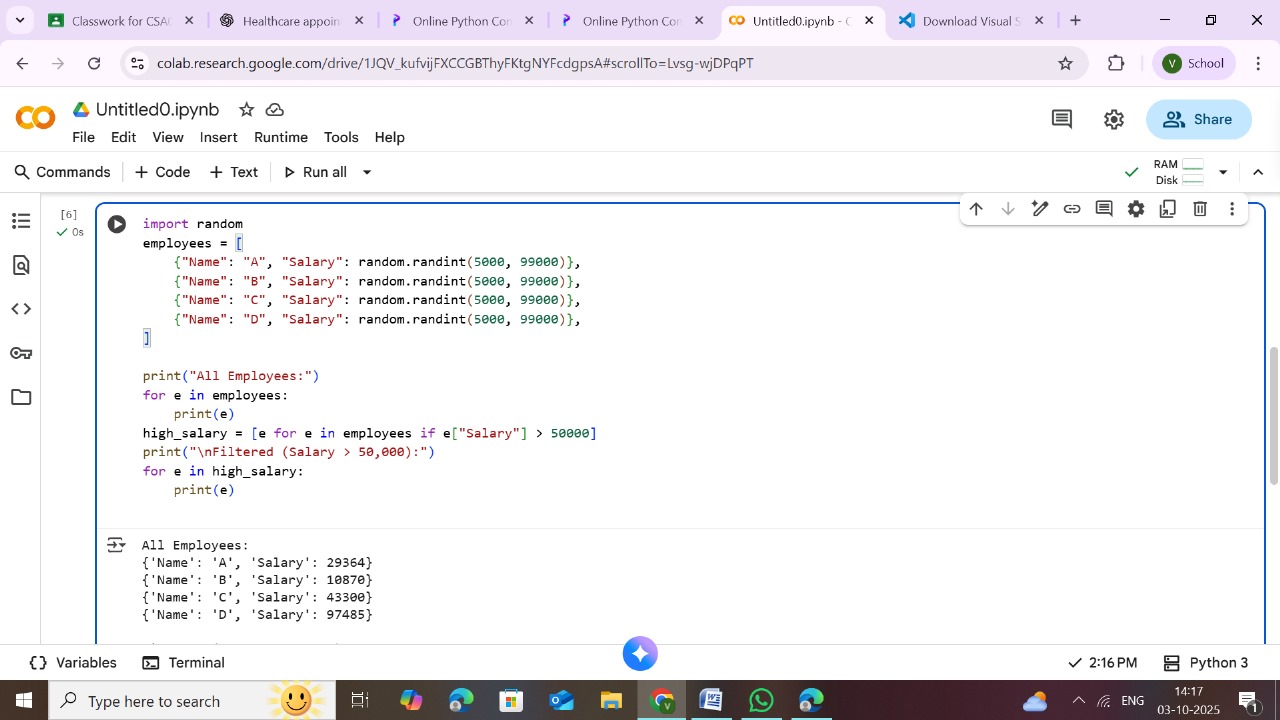 Classwork for CSA
Healthcare appoin
Online Python Con
Online Python Con
Untitled0.ipynb - C
Download Visual S
colab.research.google.com/drive/1JQV_kufvijFXCCGBThyFKtgNYFcdgpsA#scrollTo=Lvsg-wjDPqPT
V School
Untitled0.ipynb
Share
File Edit View Insert Runtime Tools Help
Commands + Code + Text Run all
RAM
Disk
[6]
0s
import random
employees = [
    {"Name": "A", "Salary": random.randint(5000, 99000)},
    {"Name": "B", "Salary": random.randint(5000, 99000)},
    {"Name": "C", "Salary": random.randint(5000, 99000)},
    {"Name": "D", "Salary": random.randint(5000, 99000)},
]
print("All Employees:")
for e in employees:
    print(e)
high_salary = [e for e in employees if e["Salary"] > 50000]
print("\nFiltered (Salary > 50,000):")
for e in high_salary:
    print(e)
All Employees:
{'Name': 'A', 'Salary': 29364}
{'Name': 'B', 'Salary': 10870}
{'Name': 'C', 'Salary': 43300}
{'Name': 'D', 'Salary': 97485}
{} Variables Terminal
2:16 PM Python 3
Type here to search
ENG
14:17
03-10-2025
1